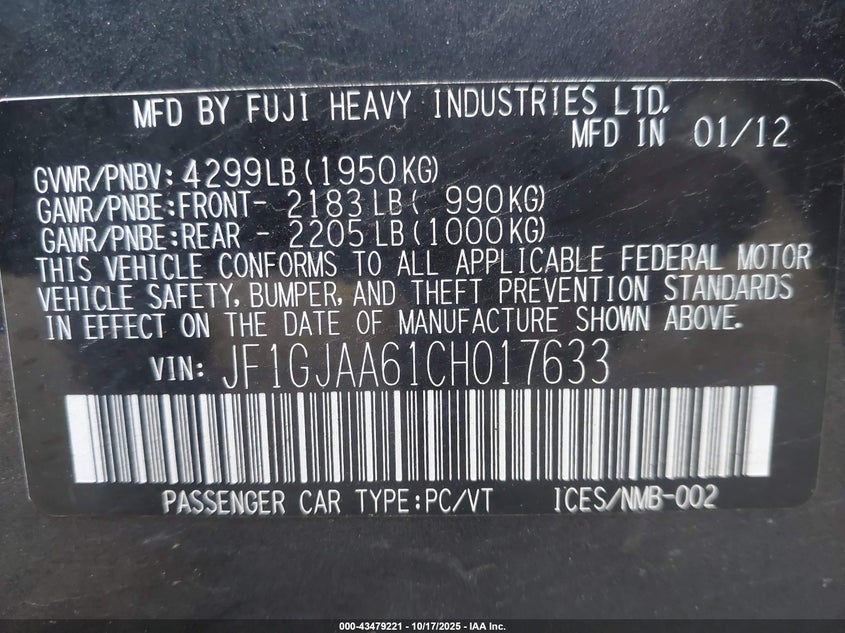 MFD BY FUJI HEAVY INDUSTRIES LTD.
MFD IN 01/12
GVWR/PNBV: 4299LB (1950KG)
GAWR/PNBE:FRONT- 2183 LB ( 990KG)
GAWR/PNBE:REAR - 2205 LB (1000KG)
THIS VEHICLE CONFORMS TO ALL APPLICABLE FEDERAL MOTOR
VEHICLE SAFETY, BUMPER, AND THEFT PREVENTION STANDARDS
IN EFFECT ON THE DATE OF MANUFACTURE SHOWN ABOVE.
VIN: JF1GJAA61CH017633
PASSENGER CAR TYPE:PC/VT ICES/NMB-002
000-43479221 - 10/17/2025 - IAA Inc.